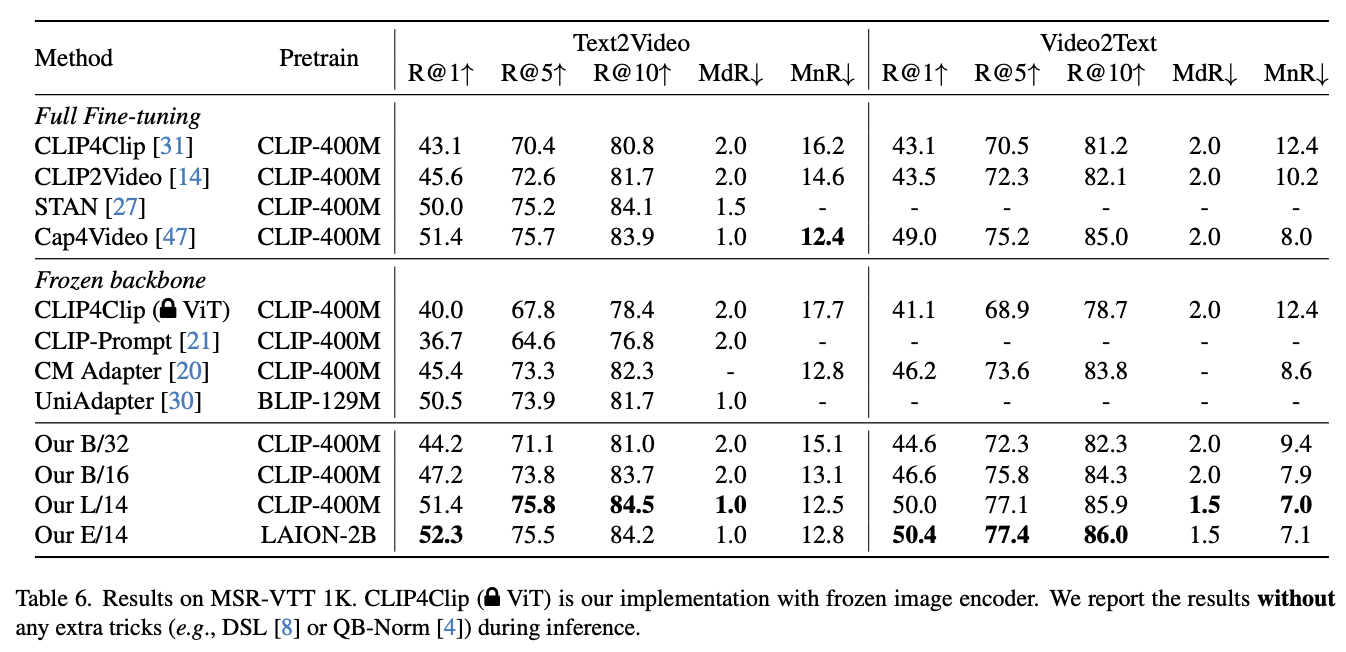 Method Pretrain Text2Video Video2Text
R@1↑ R@5↑ R@10↑ MdR↓ MnR↓ R@1↑ R@5↑ R@10↑ MdR↓ MnR↓
Full Fine-tuning
CLIP4Clip [31] CLIP-400M 43.1 70.4 80.8 2.0 16.2 43.1 70.5 81.2 2.0 12.4
CLIP2Video [14] CLIP-400M 45.6 72.6 81.7 2.0 14.6 43.5 72.3 82.1 2.0 10.2
STAN [27] CLIP-400M 50.0 75.2 84.1 1.5 - - - - - -
Cap4Video [47] CLIP-400M 51.4 75.7 83.9 1.0 12.4 49.0 75.2 85.0 2.0 8.0
Frozen backbone
CLIP4Clip (🔒 ViT) CLIP-400M 40.0 67.8 78.4 2.0 17.7 41.1 68.9 78.7 2.0 12.4
CLIP-Prompt [21] CLIP-400M 36.7 64.6 76.8 2.0 - - - - - -
CM Adapter [20] CLIP-400M 45.4 73.3 82.3 - 12.8 46.2 73.6 83.8 - 8.6
UniAdapter [30] BLIP-129M 50.5 73.9 81.7 1.0 - - - - - -
Our B/32 CLIP-400M 44.2 71.1 81.0 2.0 15.1 44.6 72.3 82.3 2.0 9.4
Our B/16 CLIP-400M 47.2 73.8 83.7 2.0 13.1 46.6 75.8 84.3 2.0 7.9
Our L/14 CLIP-400M 51.4 75.8 84.5 1.0 12.5 50.0 77.1 85.9 1.5 7.0
Our E/14 LAION-2B 52.3 75.5 84.2 1.0 12.8 50.4 77.4 86.0 1.5 7.1
Table 6. Results on MSR-VTT 1K. CLIP4Clip (🔒 ViT) is our implementation with frozen image encoder. We report the results without
any extra tricks (e.g., DSL [8] or QB-Norm [4]) during inference.